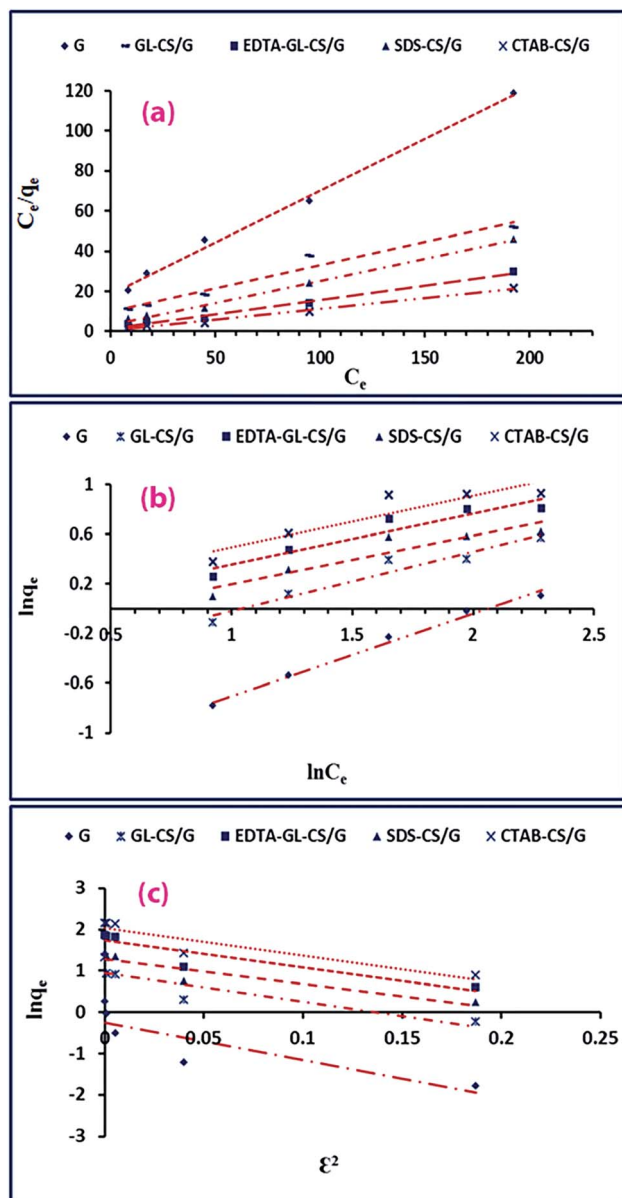 G GL-CS/G EDTA-GL-CS/G SDS-CS/G CTAB-CS/G
(a)
120
100
80
60
40
20
0
0 50 100 150 200
Cₑ/qₑ
Cₑ
G GL-CS/G EDTA-GL-CS/G SDS-CS/G CTAB-CS/G
(b)
1
0.6
0.2
-0.2
-0.6
-1
0.5 1 1.5 2 2.5
lnqₑ
lnCₑ
G GL-CS/G EDTA-GL-CS/G SDS-CS/G CTAB-CS/G
(c)
3
2
1
0
-1
-2
-3
0 0.05 0.1 0.15 0.2 0.25
lnqₑ
Ɛ²